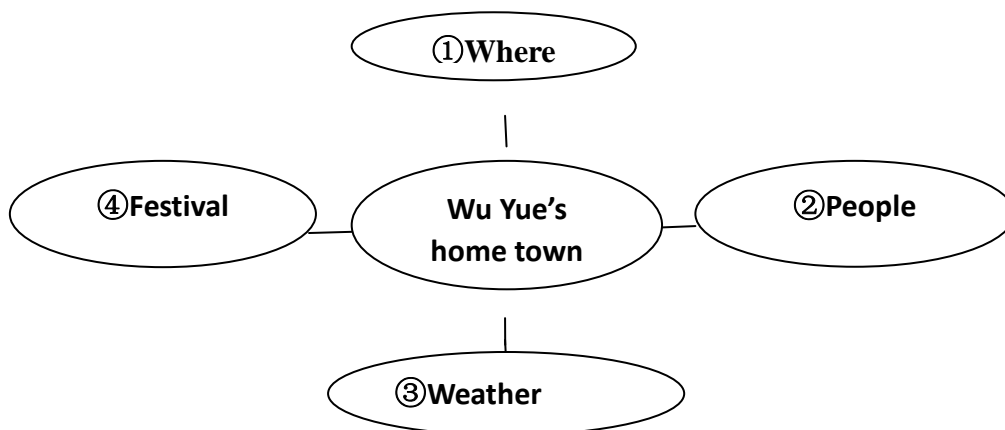 ①Where
④Festival
Wu Yue’s
home town
②People
③Weather